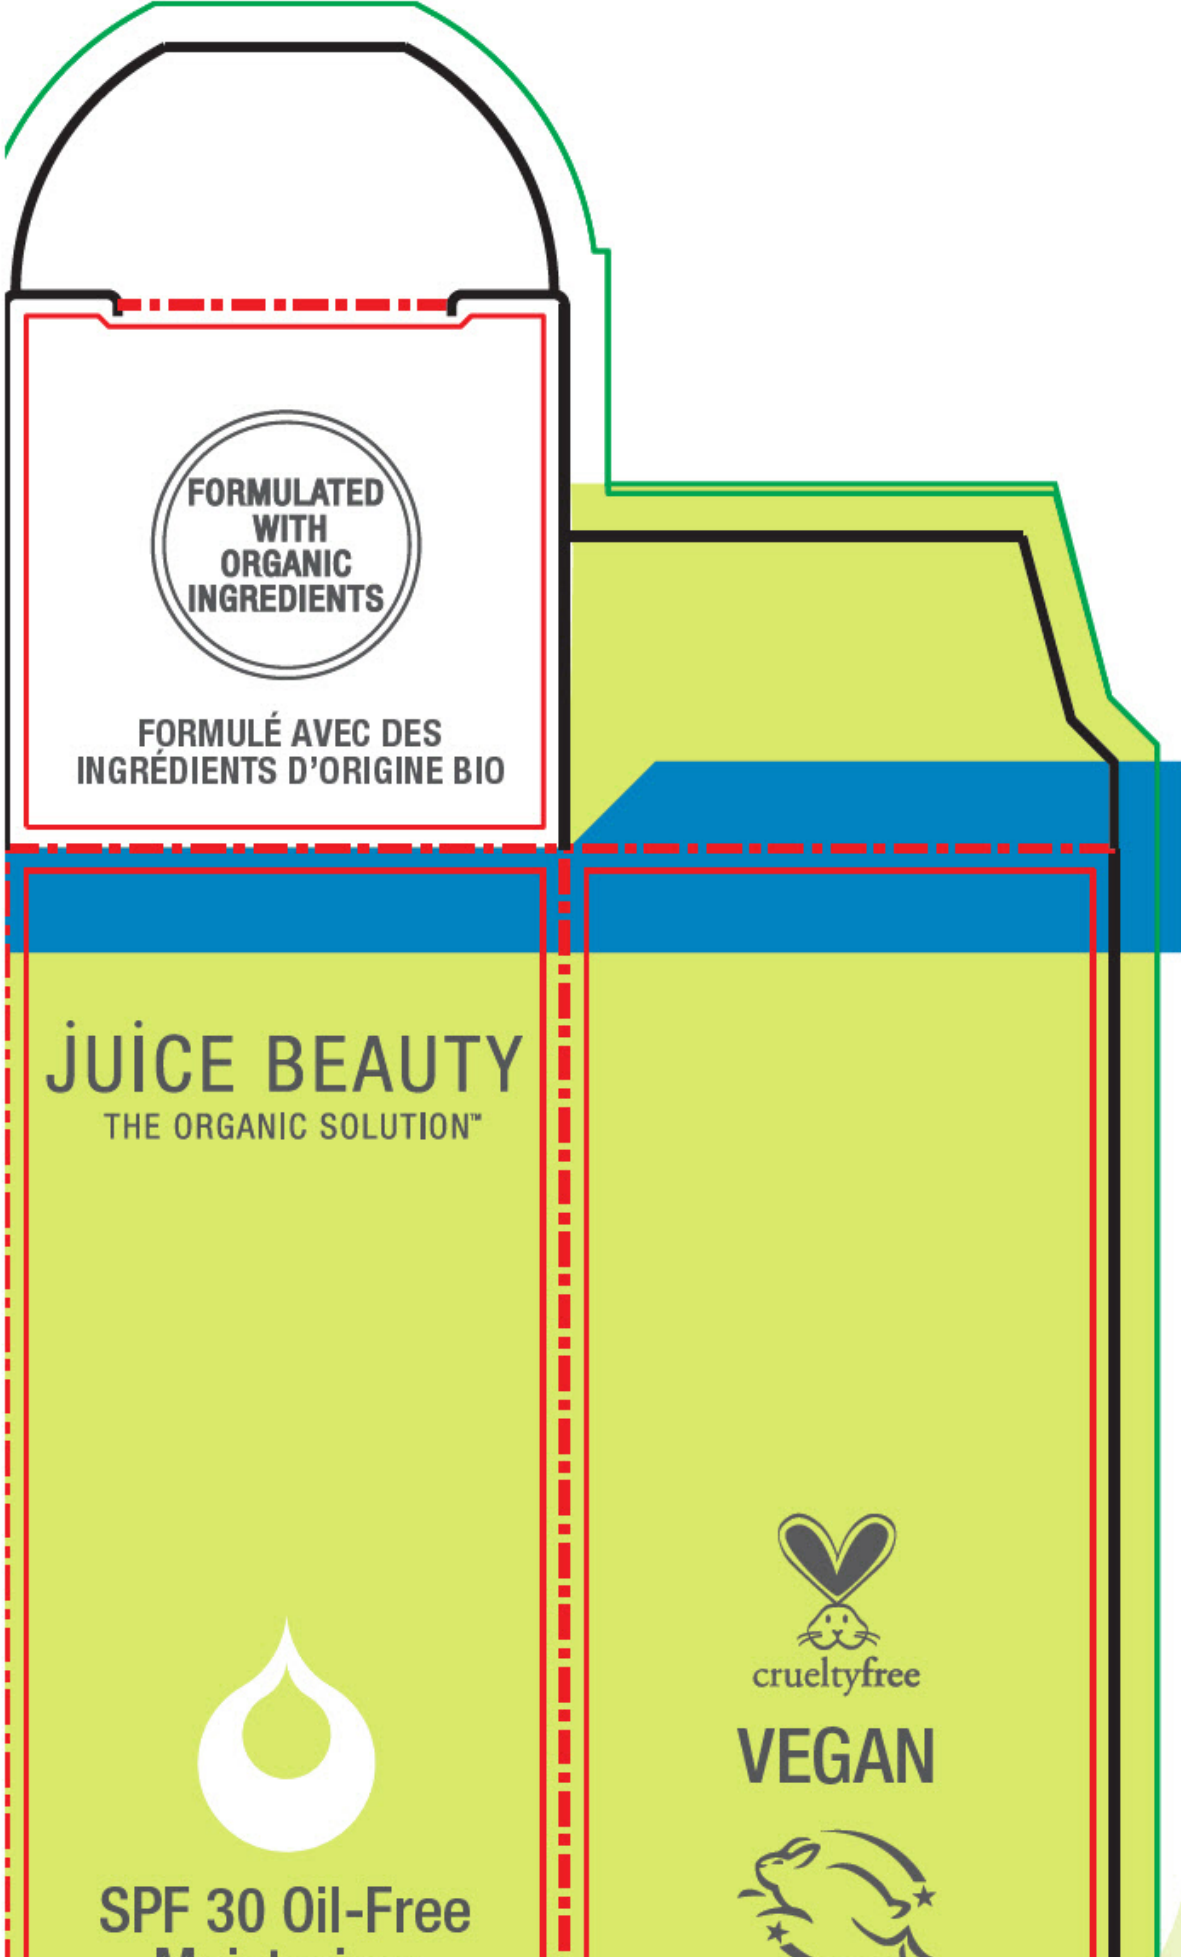 FORMULATED
WITH
ORGANIC
INGREDIENTS
FORMULÉ AVEC DES
INGRÉDIENTS D'ORIGINE BIO
jUiCE BEAUTY
THE ORGANIC SOLUTION™
SPF 30 Oil-Free
crueltyfree
VEGAN